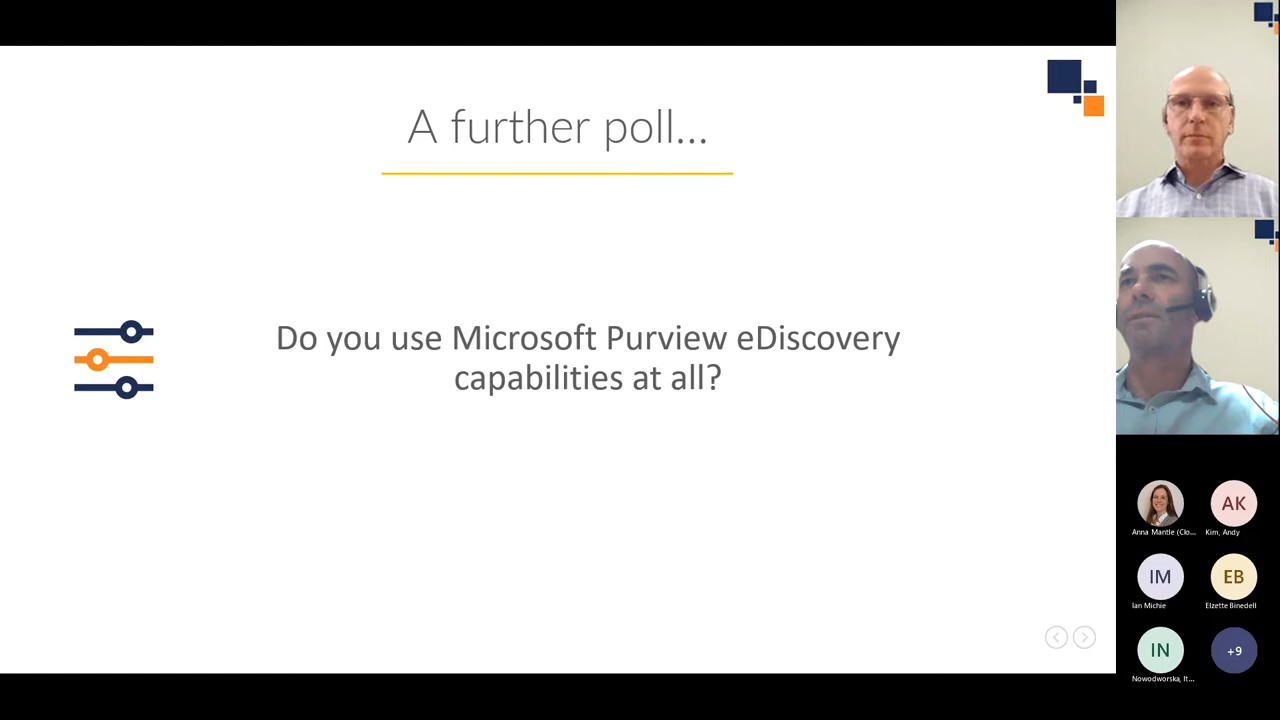 A further poll...
Do you use Microsoft Purview eDiscovery
capabilities at all?
Anna Mantle (Clo...
AK
Kim, Andy
IM
Ian Michie
EB
Elzette Binedell
IN
Nowodworska, It...
+9